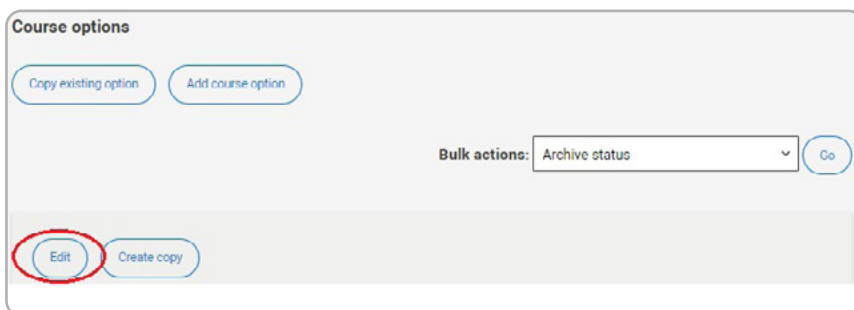 Course options
Copy existing option Add course option
Bulk actions: Archive status Go
Edit Create copy